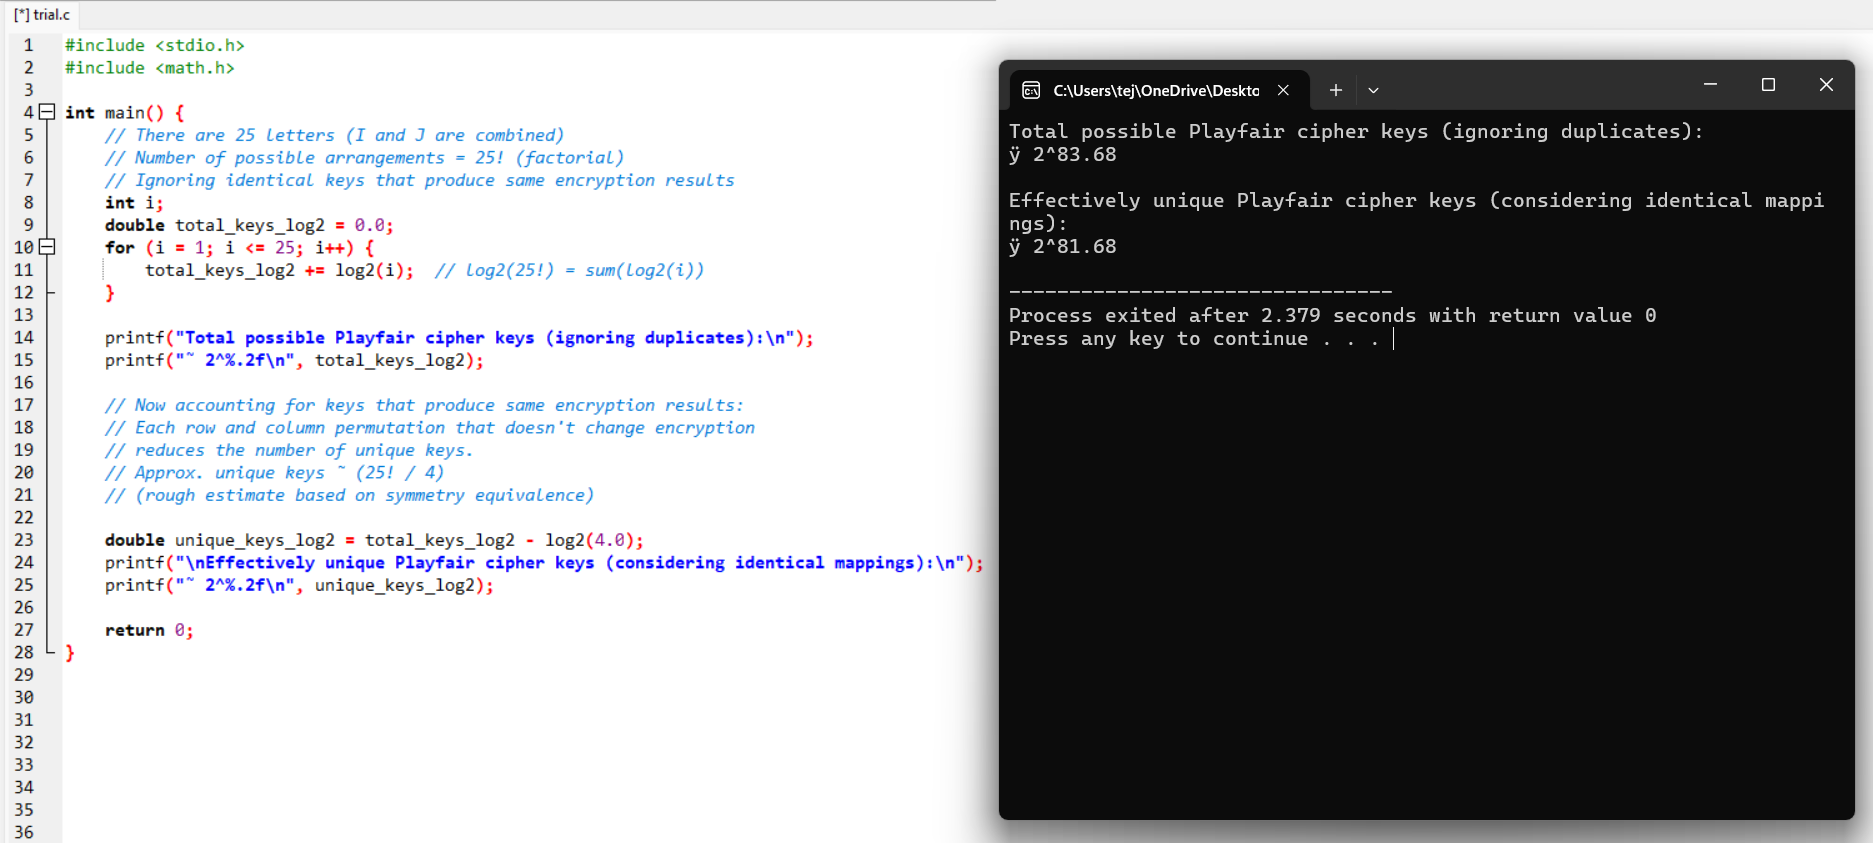 [*] trial.c
1 #include <stdio.h>
2 #include <math.h>
3
4 int main() {
5 // There are 25 letters (I and J are combined)
6 // Number of possible arrangements = 25! (factorial)
7 // Ignoring identical keys that produce same encryption results
8 int i;
9 double total_keys_log2 = 0.0;
10 for (i = 1; i <= 25; i++) {
11 total_keys_log2 += log2(i); // log2(25!) = sum(log2(i))
12 }
13
14 printf("Total possible Playfair cipher keys (ignoring duplicates):\n");
15 printf("˜ 2^%.2f\n", total_keys_log2);
16
17 // Now accounting for keys that produce same encryption results:
18 // Each row and column permutation that doesn't change encryption
19 // reduces the number of unique keys.
20 // Approx. unique keys ˜ (25! / 4)
21 // (rough estimate based on symmetry equivalence)
22
23 double unique_keys_log2 = total_keys_log2 - log2(4.0);
24 printf("\nEffectively unique Playfair cipher keys (considering identical mappings):\n");
25 printf("˜ 2^%.2f\n", unique_keys_log2);
26
27 return 0;
28 }
29
30
31
32
33
34
35
36
C:\Users\tej\OneDrive\Deskto
Total possible Playfair cipher keys (ignoring duplicates):
ÿ 2^83.68
Effectively unique Playfair cipher keys (considering identical mappi
ngs):
ÿ 2^81.68
--------------------------------
Process exited after 2.379 seconds with return value 0
Press any key to continue . . .